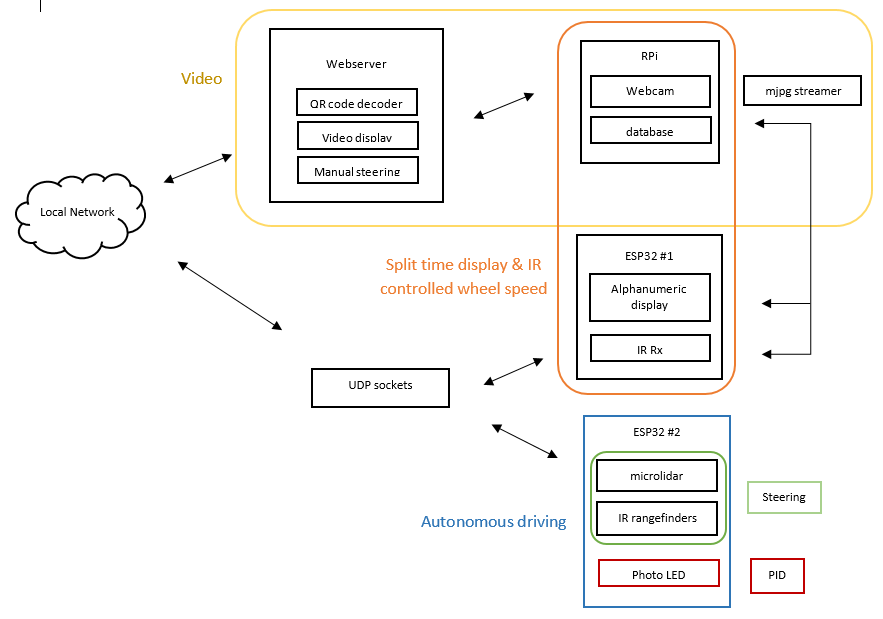 Video
Webserver
QR code decoder
Video display
Manual steering
RPi
Webcam
database
mjpg streamer
Local Network
Split time display & IR
controlled wheel speed
ESP32 #1
Alphanumeric
display
IR Rx
UDP sockets
ESP32 #2
microlidar
IR rangefinders
Photo LED
Autonomous driving
Steering
PID